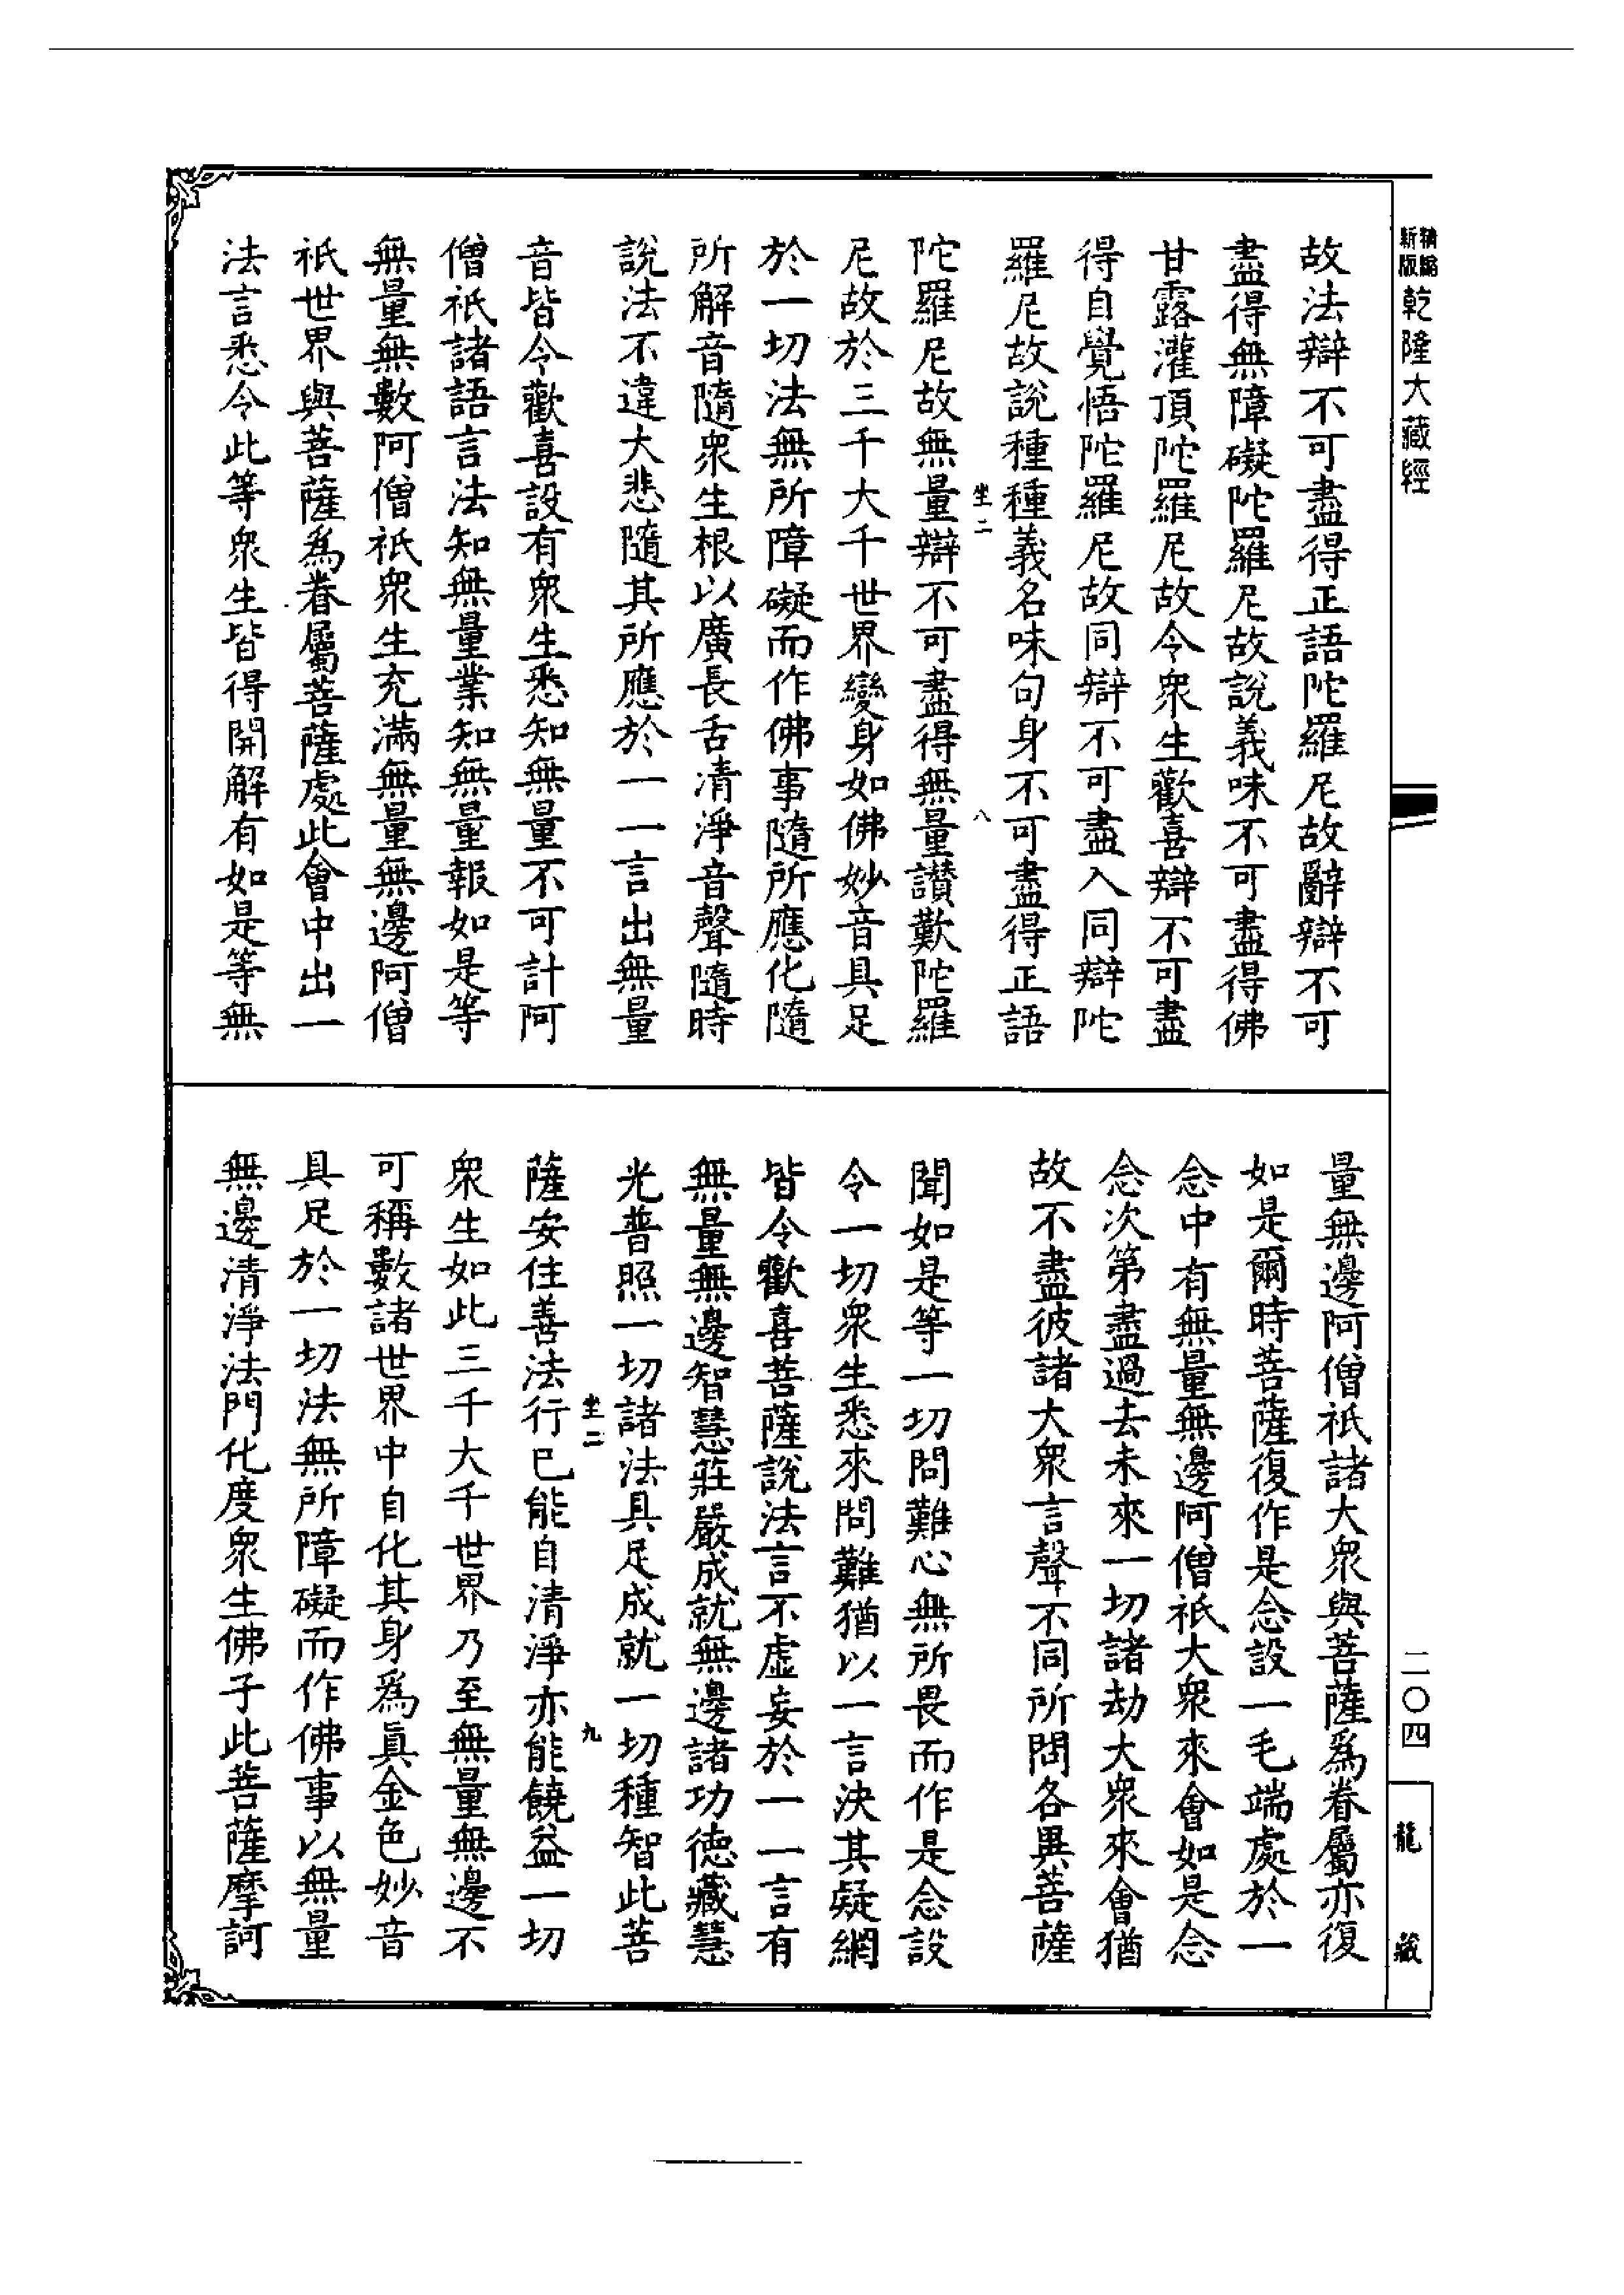 精縮新版乾隆大藏經
故法辯不可盡得正語陀羅尼故辭辯不可
盡得無障礙陀羅尼故說義味不可盡得佛
甘露灌頂陀羅尼故令衆生歡喜辯不可盡
得自覺悟陀羅尼故同辯不可盡入同辯陀
羅尼故說種種義名味句身不可盡得正語
坐二 八
陀羅尼故無量辯不可盡得無量讃歎陀羅
尼故於三千大千世界變身如佛妙音具足
於一切法無所障礙而作佛事隨所應化隨
所解音隨衆生根以廣長舌清淨音聲隨時
說法不違大悲隨其所應於一一言出無量
音皆令歡喜設有衆生悉知無量不可計阿
僧祇諸語言法知無量業知無量報如是等
無量無數阿僧祇衆生充滿無量無邊阿僧
祇世界與菩薩爲眷屬菩薩處此會中出一
法言悉令此等衆生皆得開解有如是等無
量無邊阿僧祇諸大衆與菩薩爲眷屬亦復
如是爾時菩薩復作是念設一毛端處於一
念中有無量無邊阿僧祇大衆來會如是念
念次第盡過去未來一切諸劫大衆來會猶
故不盡彼諸大衆言聲不同所問各異菩薩
聞如是等一切問難心無所畏而作是念設
令一切衆生悉來問難猶以一言決其疑網
皆令歡喜菩薩說法言不虛妄於一一言有
無量無邊智慧莊嚴成就無邊諸功德藏慧
光普照一切諸法具足成就一切種智此菩
坐二 九
薩安住善法行已能自清淨亦能饒益一切
衆生如此三千大千世界乃至無量無邊不
可稱數諸世界中自化其身爲眞金色妙音
具足於一切法無所障礙而作佛事以無量
無邊清淨法門化度衆生佛子此菩薩摩訶
二〇四
龍藏